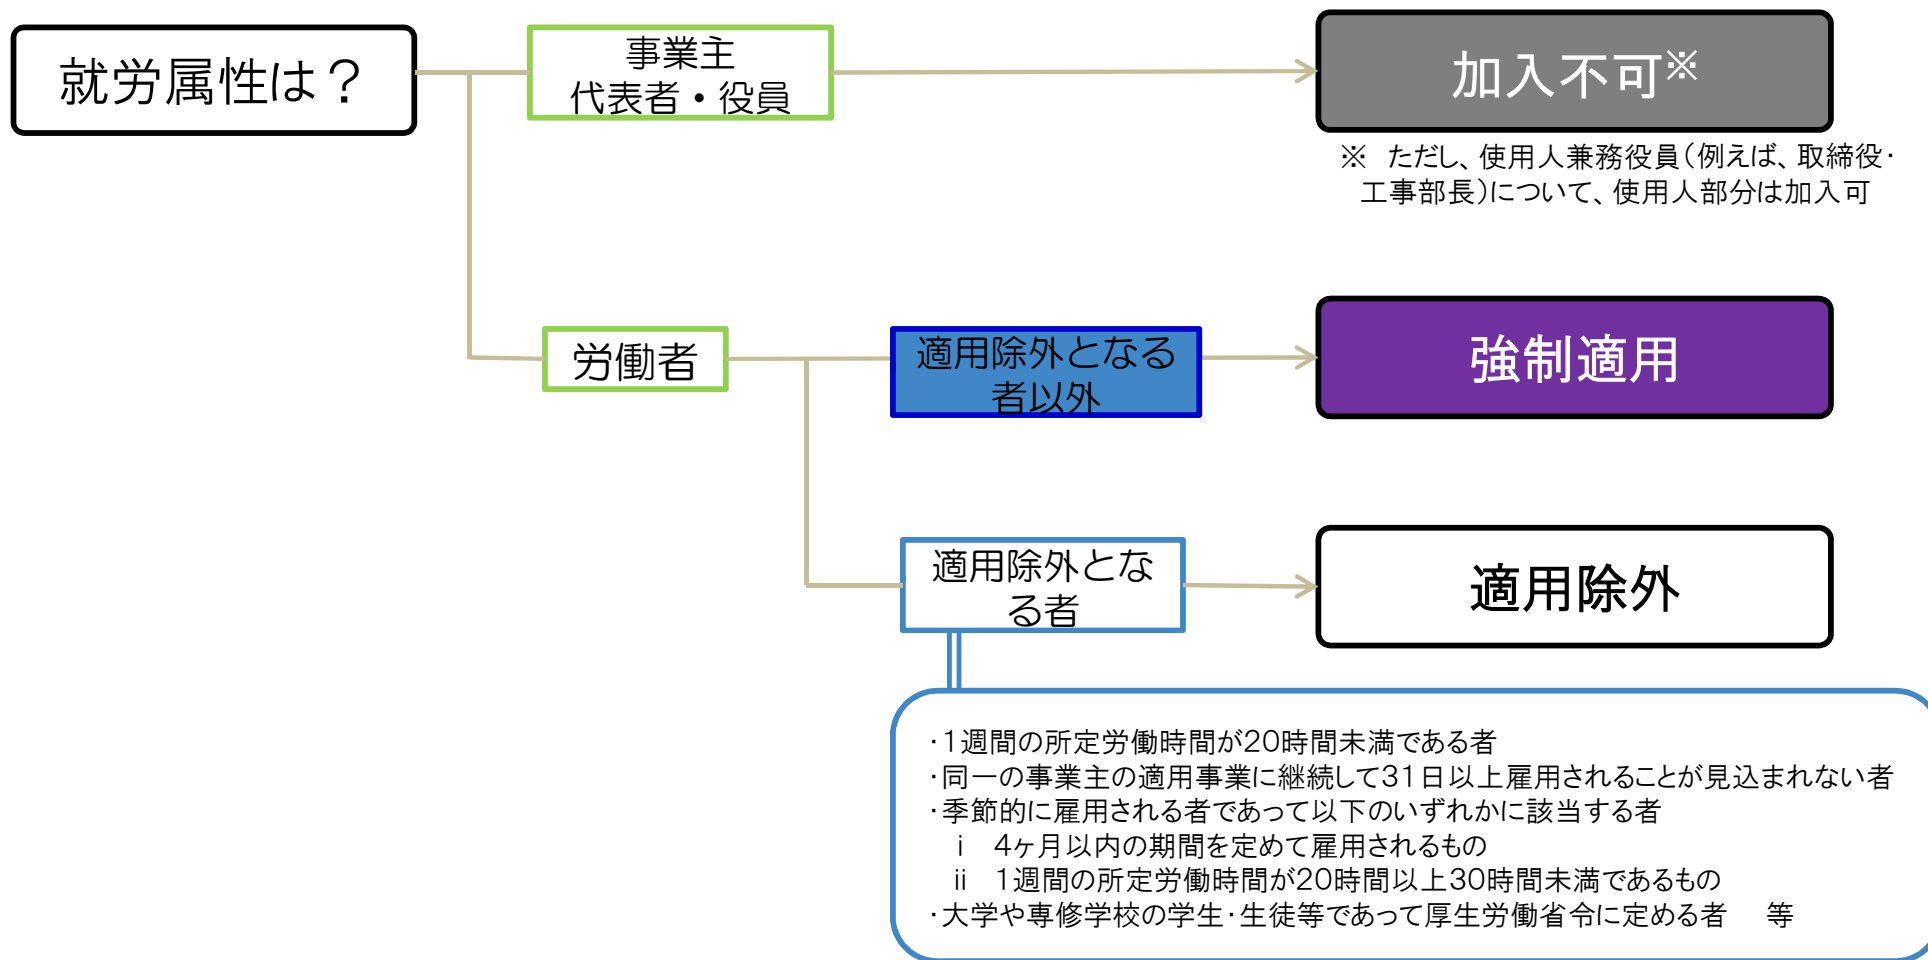 就労属性は？
事業主
代表者・役員
加入不可※
※　ただし、使用人兼務役員（例えば、取締役・
工事部長）について、使用人部分は加入可
労働者
適用除外となる
者以外
強制適用
適用除外とな
る者
適用除外
・1週間の所定労働時間が20時間未満である者
・同一の事業主の適用事業に継続して31日以上雇用されることが見込まれない者
・季節的に雇用される者であって以下のいずれかに該当する者
ⅰ　4ヶ月以内の期間を定めて雇用されるもの
ⅱ　1週間の所定労働時間が20時間以上30時間未満であるもの
・大学や専修学校の学生・生徒等であって厚生労働省令に定める者　等